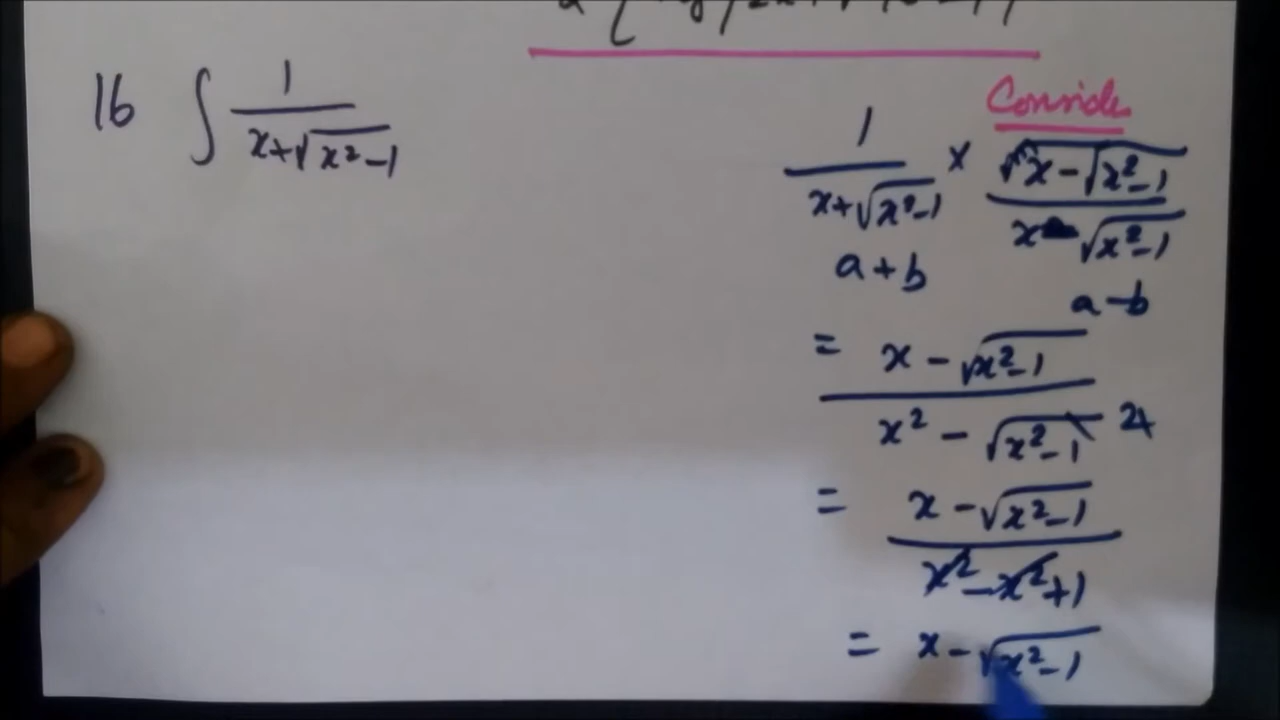 16 ∫ 1/(x+√(x²-1))
Consider
1/(x+√(x²-1)) × (x-√(x²-1))/(x-√(x²-1))
a+b a-b
= (x-√(x²-1))/(x²-√(x²-1)²)
= (x-√(x²-1))/(x²-x²+1)
= x-√(x²-1)